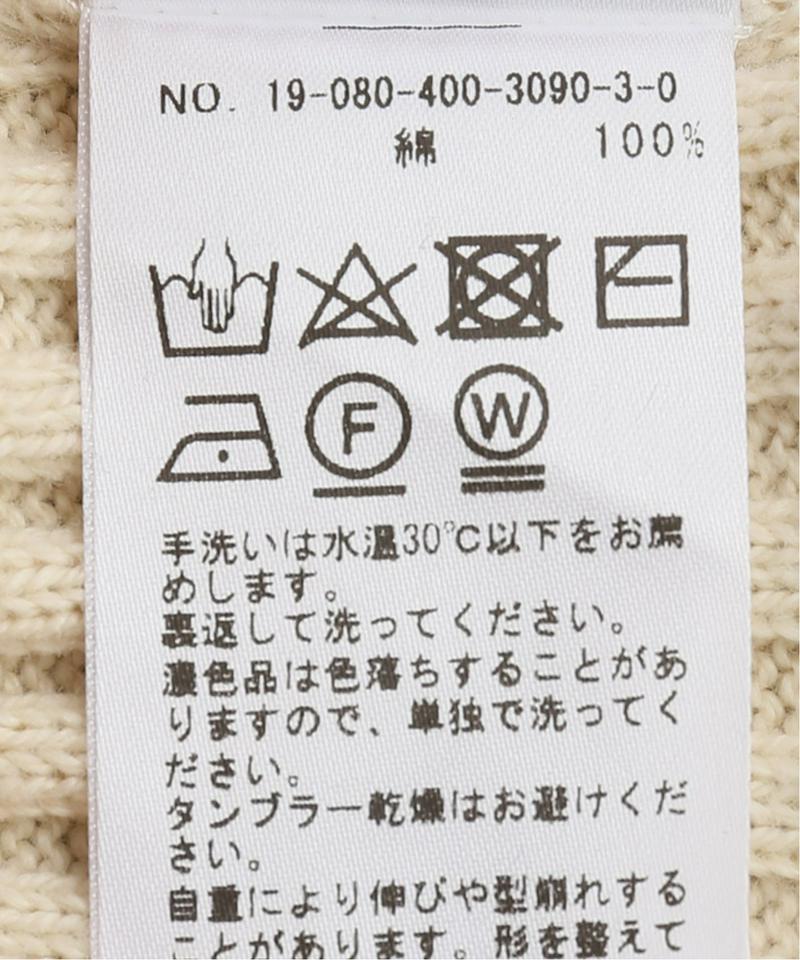 NO. 19-080-400-3090-3-0
綿 100%
F W
手洗いは水温30℃以下をお薦
めします。
裏返して洗ってください。
濃色品は色落ちすることがあ
りますので、単独で洗ってく
ださい。
タンブラー乾燥はお避けくだ
さい。
自重により伸びや型崩れする
ことがあります。形を整えて